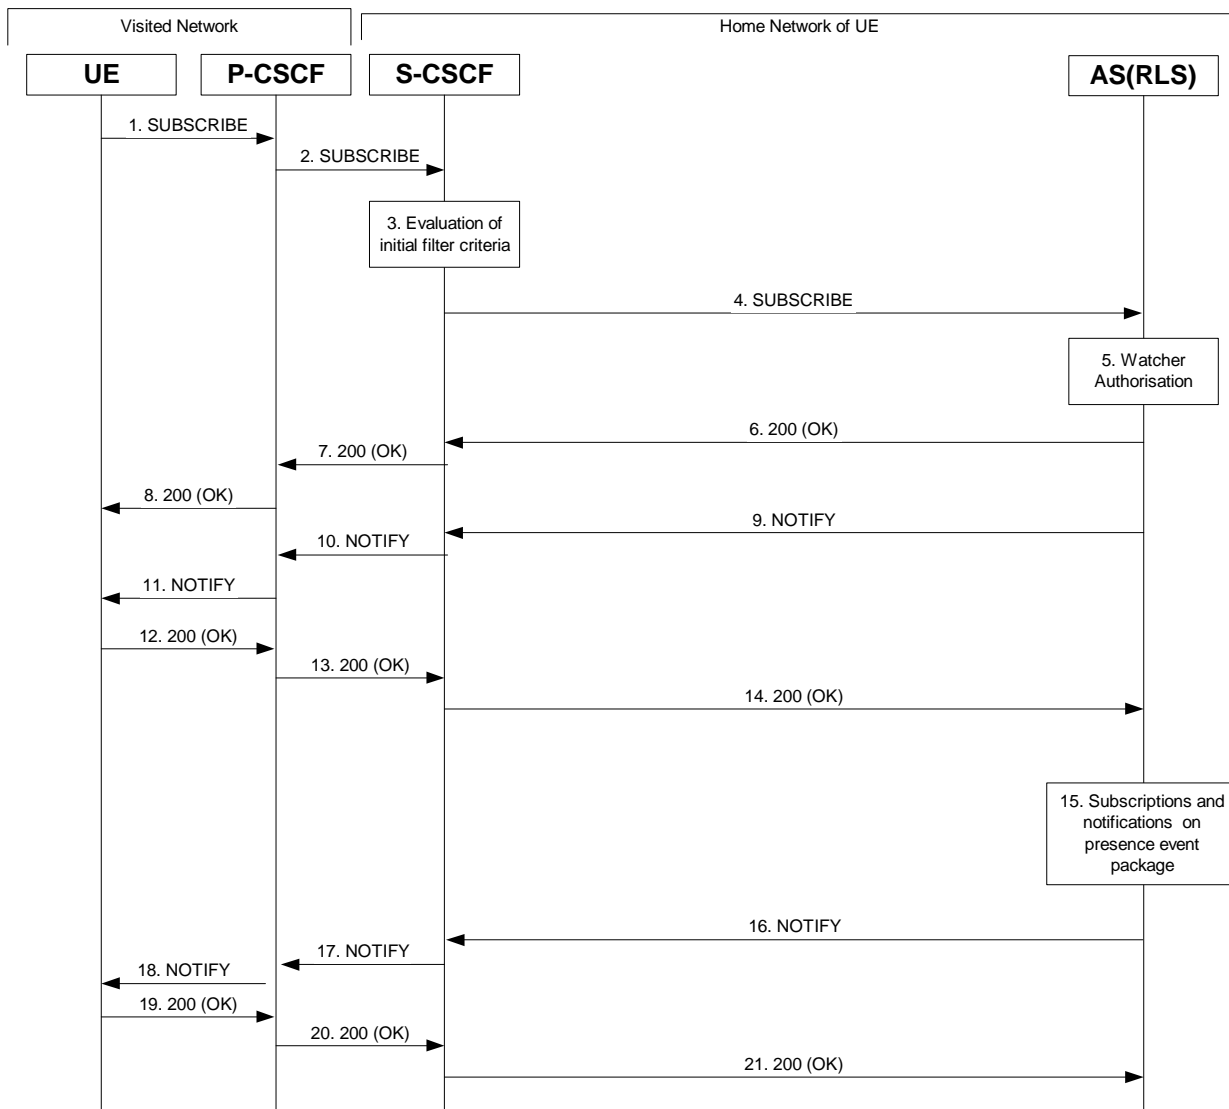 Visited Network
Home Network of UE
UE
P-CSCF
S-CSCF
AS(RLS)
1. SUBSCRIBE
2. SUBSCRIBE
3. Evaluation of
initial filter criteria
4. SUBSCRIBE
5. Watcher
Authorisation
6. 200 (OK)
7. 200 (OK)
8. 200 (OK)
9. NOTIFY
10. NOTIFY
11. NOTIFY
12. 200 (OK)
13. 200 (OK)
14. 200 (OK)
15. Subscriptions and
notifications on
presence event
package
16. NOTIFY
17. NOTIFY
18. NOTIFY
19. 200 (OK)
20. 200 (OK)
21. 200 (OK)